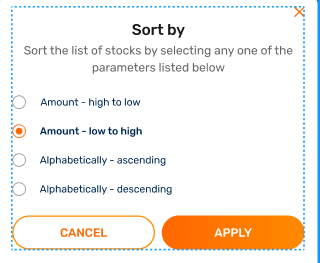 Sort by
Sort the list of stocks by selecting any one of the
parameters listed below
Amount - high to low
Amount - low to high
Alphabetically - ascending
Alphabetically - descending
CANCEL
APPLY